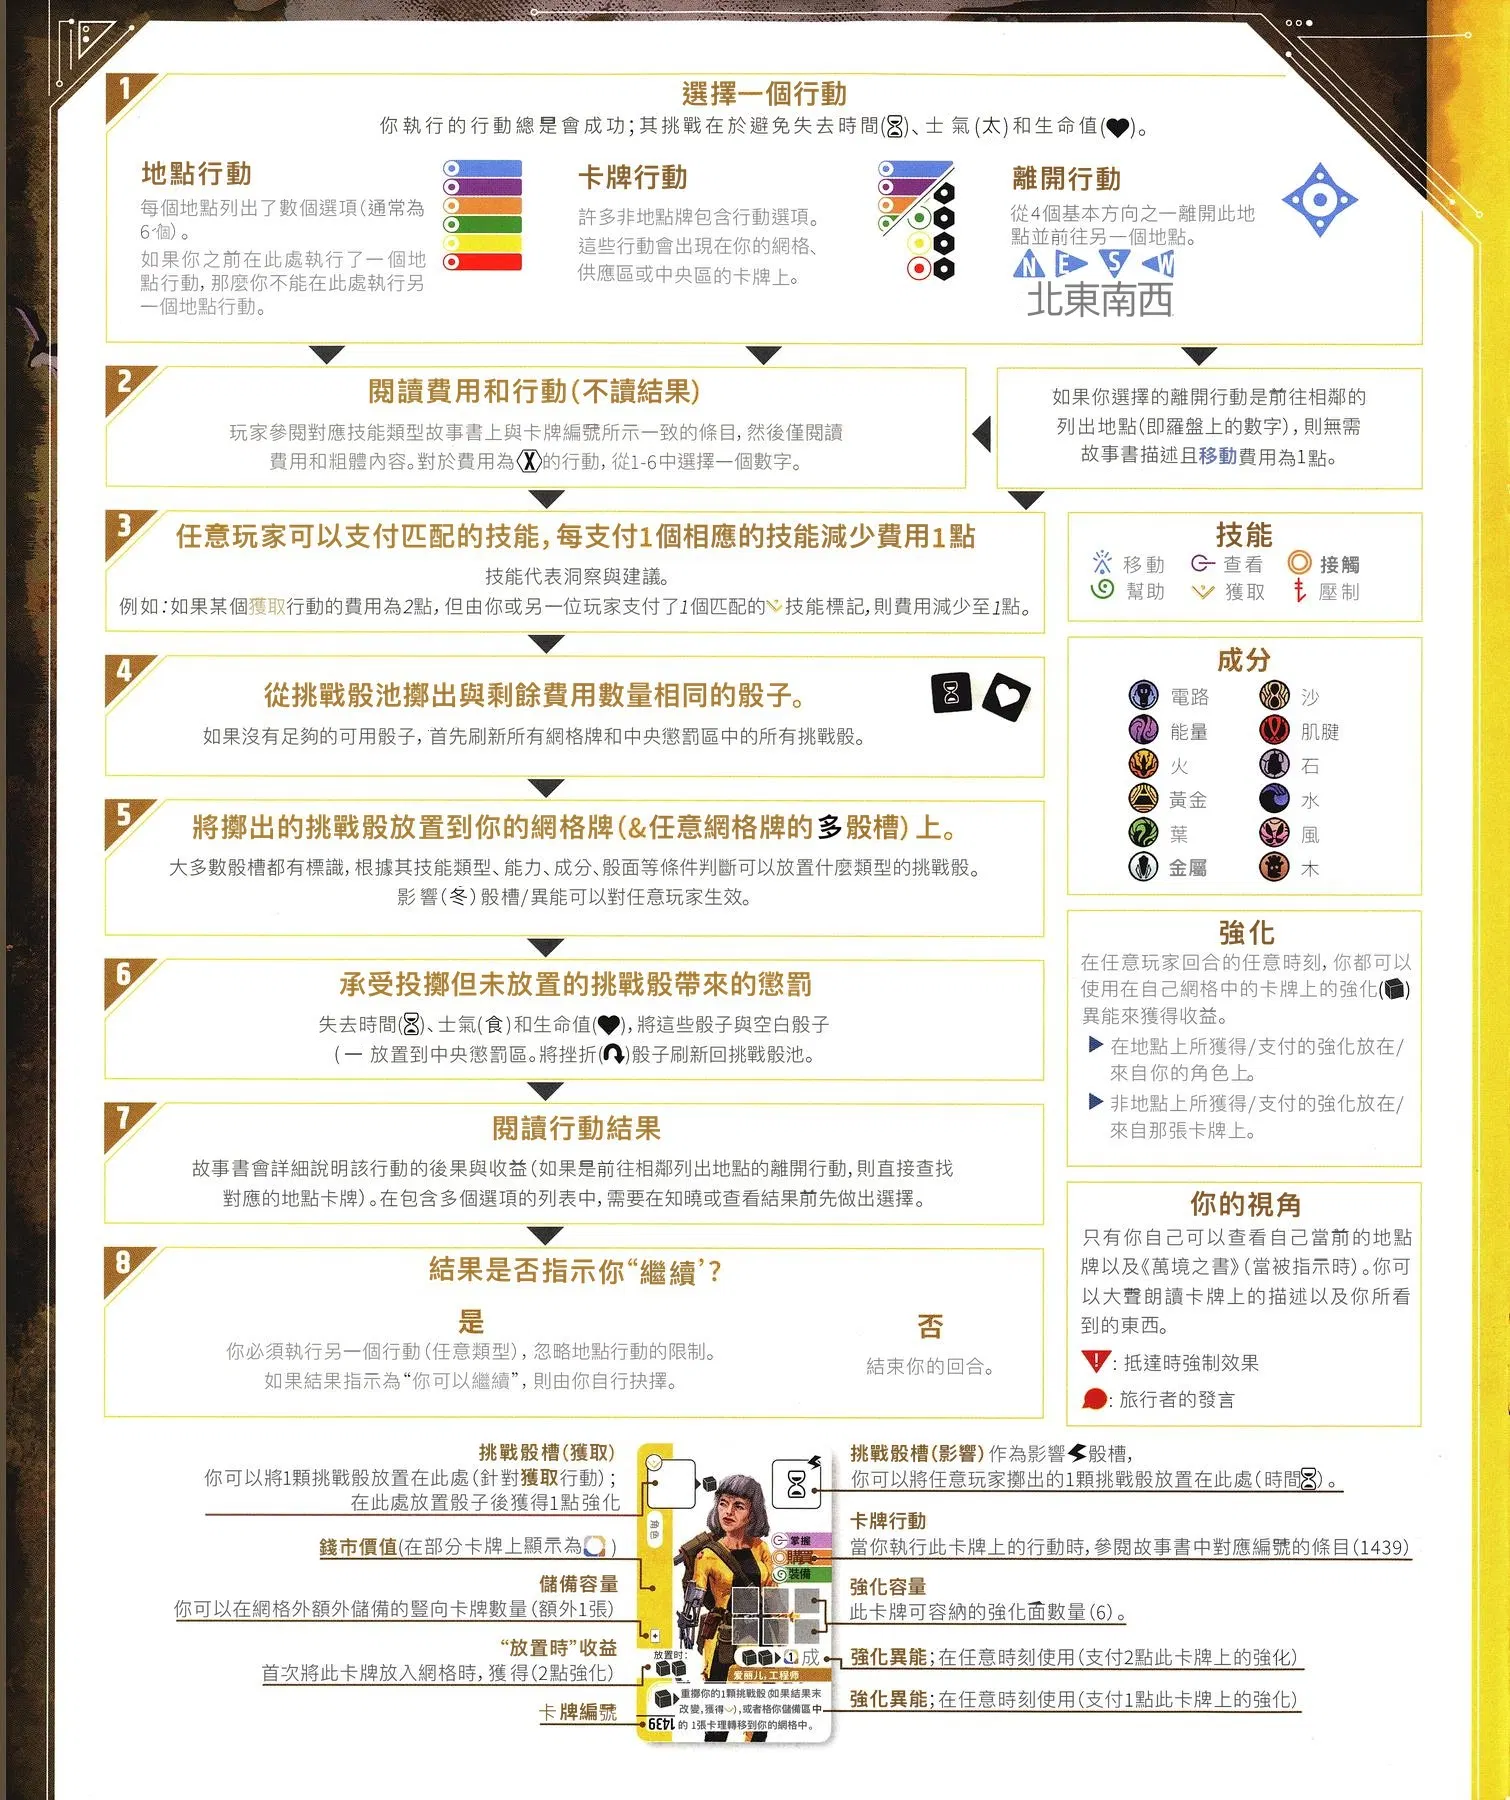 1
選擇一個行動
你執行的行動總是會成功；其挑戰在於避免失去時間( )、士氣(太)和生命值( )。
地點行動
每個地點列出了數個選項(通常為
6個)。
如果你之前在此處執行了一個地
點行動，那麼你不能在此處執行另
一個地點行動。
卡牌行動
許多非地點牌包含行動選項。
這些行動會出現在你的網格、
供應區或中央區的卡牌上。
離開行動
從4個基本方向之一離開此地
點並前往另一個地點。
N E S W
北東南西
2
閱讀費用和行動(不讀結果)
玩家參閱對應技能類型故事書上與卡牌編號所示一致的條目，然後僅閱讀
費用和粗體內容。對於費用為X的行動，從1-6中選擇一個數字。
如果你選擇的離開行動是前往相鄰的
列出地點(即羅盤上的數字)，則無需
故事書描述且移動費用為1點。
3
任意玩家可以支付匹配的技能，每支付1個相應的技能減少費用1點
技能代表洞察與建議。
例如：如果某個獲取行動的費用為2點，但由你或另一位玩家支付了1個匹配的技能標記，則費用減少至1點。
技能
移動 查看 接觸
幫助 獲取 壓制
4
從挑戰骰池擲出與剩餘費用數量相同的骰子。
如果沒有足夠的可用骰子，首先刷新所有網格牌和中央懲罰區中的所有挑戰骰。
成分
電路 沙
能量 肌腱
火 石
黃金 水
葉 風
金屬 木
5
將擲出的挑戰骰放置到你的網格牌(&任意網格牌的多骰槽)上。
大多數骰槽都有標識，根據其技能類型、能力、成分、骰面等條件判斷可以放置什麼類型的挑戰骰。
影響(冬)骰槽/異能可以對任意玩家生效。
6
承受投擲但未放置的挑戰骰帶來的懲罰
失去時間( )、士氣(食)和生命值( )，將這些骰子與空白骰子
(一 放置到中央懲罰區。將挫折( )骰子刷新回挑戰骰池。
強化
在任意玩家回合的任意時刻，你都可以
使用在自己網格中的卡牌上的強化( )
異能來獲得收益。
在地點上所獲得/支付的強化放在/
來自你的角色上。
非地點上所獲得/支付的強化放在/
來自那張卡牌上。
7
閱讀行動結果
故事書會詳細說明該行動的後果與收益(如果是前往相鄰列出地點的離開行動，則直接查找
對應的地點卡牌)。在包含多個選項的列表中，需要在知曉或查看結果前先做出選擇。
8
結果是否指示你“繼續’?
是
你必須執行另一個行動(任意類型)，忽略地點行動的限制。
如果結果指示為“你可以繼續”，則由你自行抉擇。
否
結束你的回合。
你的視角
只有你自己可以查看自己當前的地點
牌以及《萬境之書》(當被指示時)。你可
以大聲朗讀卡牌上的描述以及你所看
到的東西。
!：抵達時強制效果
：旅行者的發言
挑戰骰槽(獲取)
你可以將1顆挑戰骰放置在此處(針對獲取行動)；
在此處放置骰子後獲得1點強化
錢市價值(在部分卡牌上顯示為 )
儲備容量
你可以在網格外額外儲備的豎向卡牌數量(額外1張)
“放置時”收益
首次將此卡牌放入網格時，獲得(2點強化)
卡牌編號
角色
掌握
購買
裝備
+
放置时：
1 成
爱丽儿，工程师
重擲你的1顆挑戰骰(如果結果末
改變，獲得 )，或者格你儲備區中
的 1張卡理轉移到你的網格中。
1439
挑戰骰槽(影響)作為影響 骰槽，
你可以將任意玩家擲出的1顆挑戰骰放置在此處(時間 )。
卡牌行動
當你執行此卡牌上的行動時，參閱故事書中對應編號的條目(1439)
強化容量
此卡牌可容納的強化面數量(6)。
強化異能；在任意時刻使用(支付2點此卡牌上的強化)
強化異能；在任意時刻使用(支付1點此卡牌上的強化)